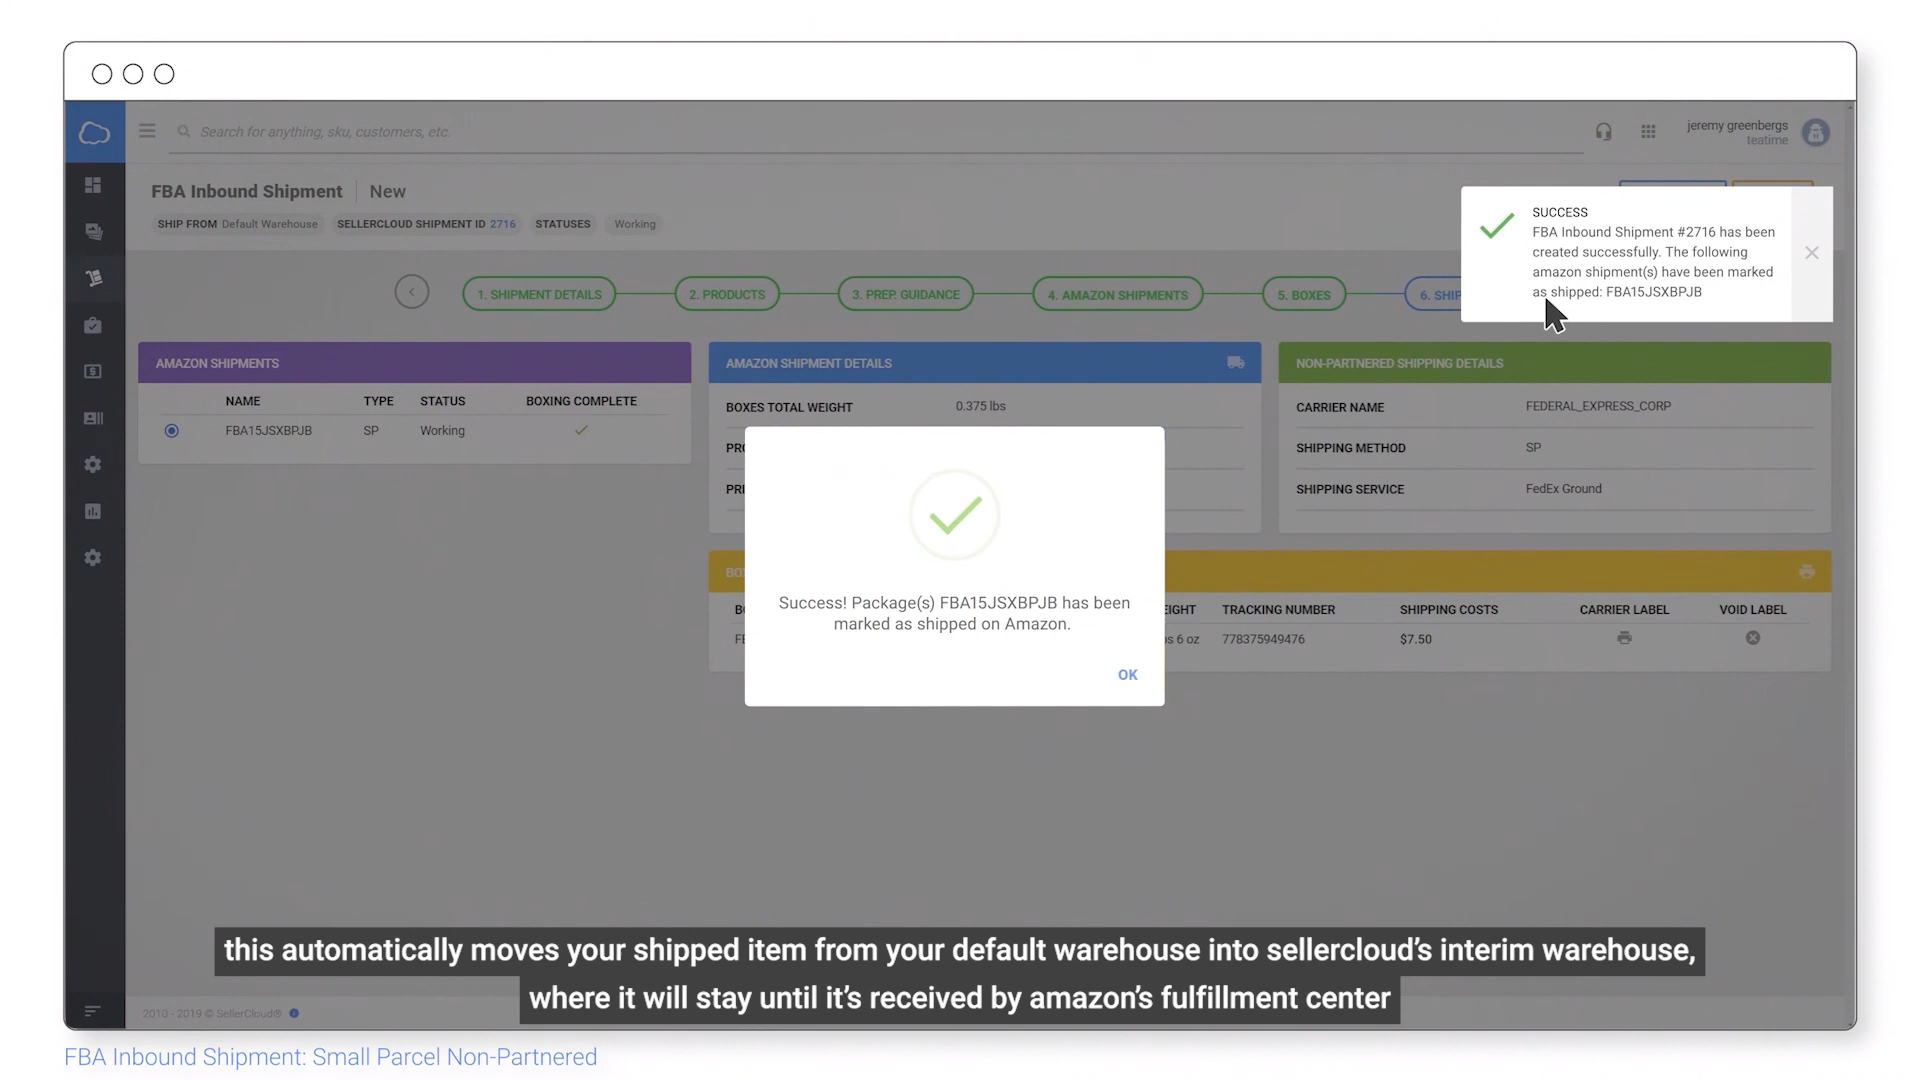 Search for anything, sku, customers, etc.
jeremy greenbergs
teatime
FBA Inbound Shipment | New
SHIP FROM Default Warehouse SELLERCLOUD SHIPMENT ID 2716 STATUSES Working
SUCCESS
FBA Inbound Shipment #2716 has been
created successfully. The following
amazon shipment(s) have been marked
as shipped: FBA15JSXBPJB
1. SHIPMENT DETAILS
2. PRODUCTS
3. PREP. GUIDANCE
4. AMAZON SHIPMENTS
5. BOXES
6. SHIP
AMAZON SHIPMENTS
NAME TYPE STATUS BOXING COMPLETE
FBA15JSXBPJB SP Working
AMAZON SHIPMENT DETAILS
BOXES TOTAL WEIGHT 0.375 lbs
NON-PARTNERED SHIPPING DETAILS
CARRIER NAME FEDERAL_EXPRESS_CORP
SHIPPING METHOD SP
SHIPPING SERVICE FedEx Ground
TRACKING NUMBER SHIPPING COSTS CARRIER LABEL VOID LABEL
6 oz 778375949476 $7.50
Success! Package(s) FBA15JSXBPJB has been
marked as shipped on Amazon.
OK
this automatically moves your shipped item from your default warehouse into sellercloud's interim warehouse,
where it will stay until it's received by amazon's fulfillment center
2010 - 2019 © SellerCloud®
FBA Inbound Shipment: Small Parcel Non-Partnered